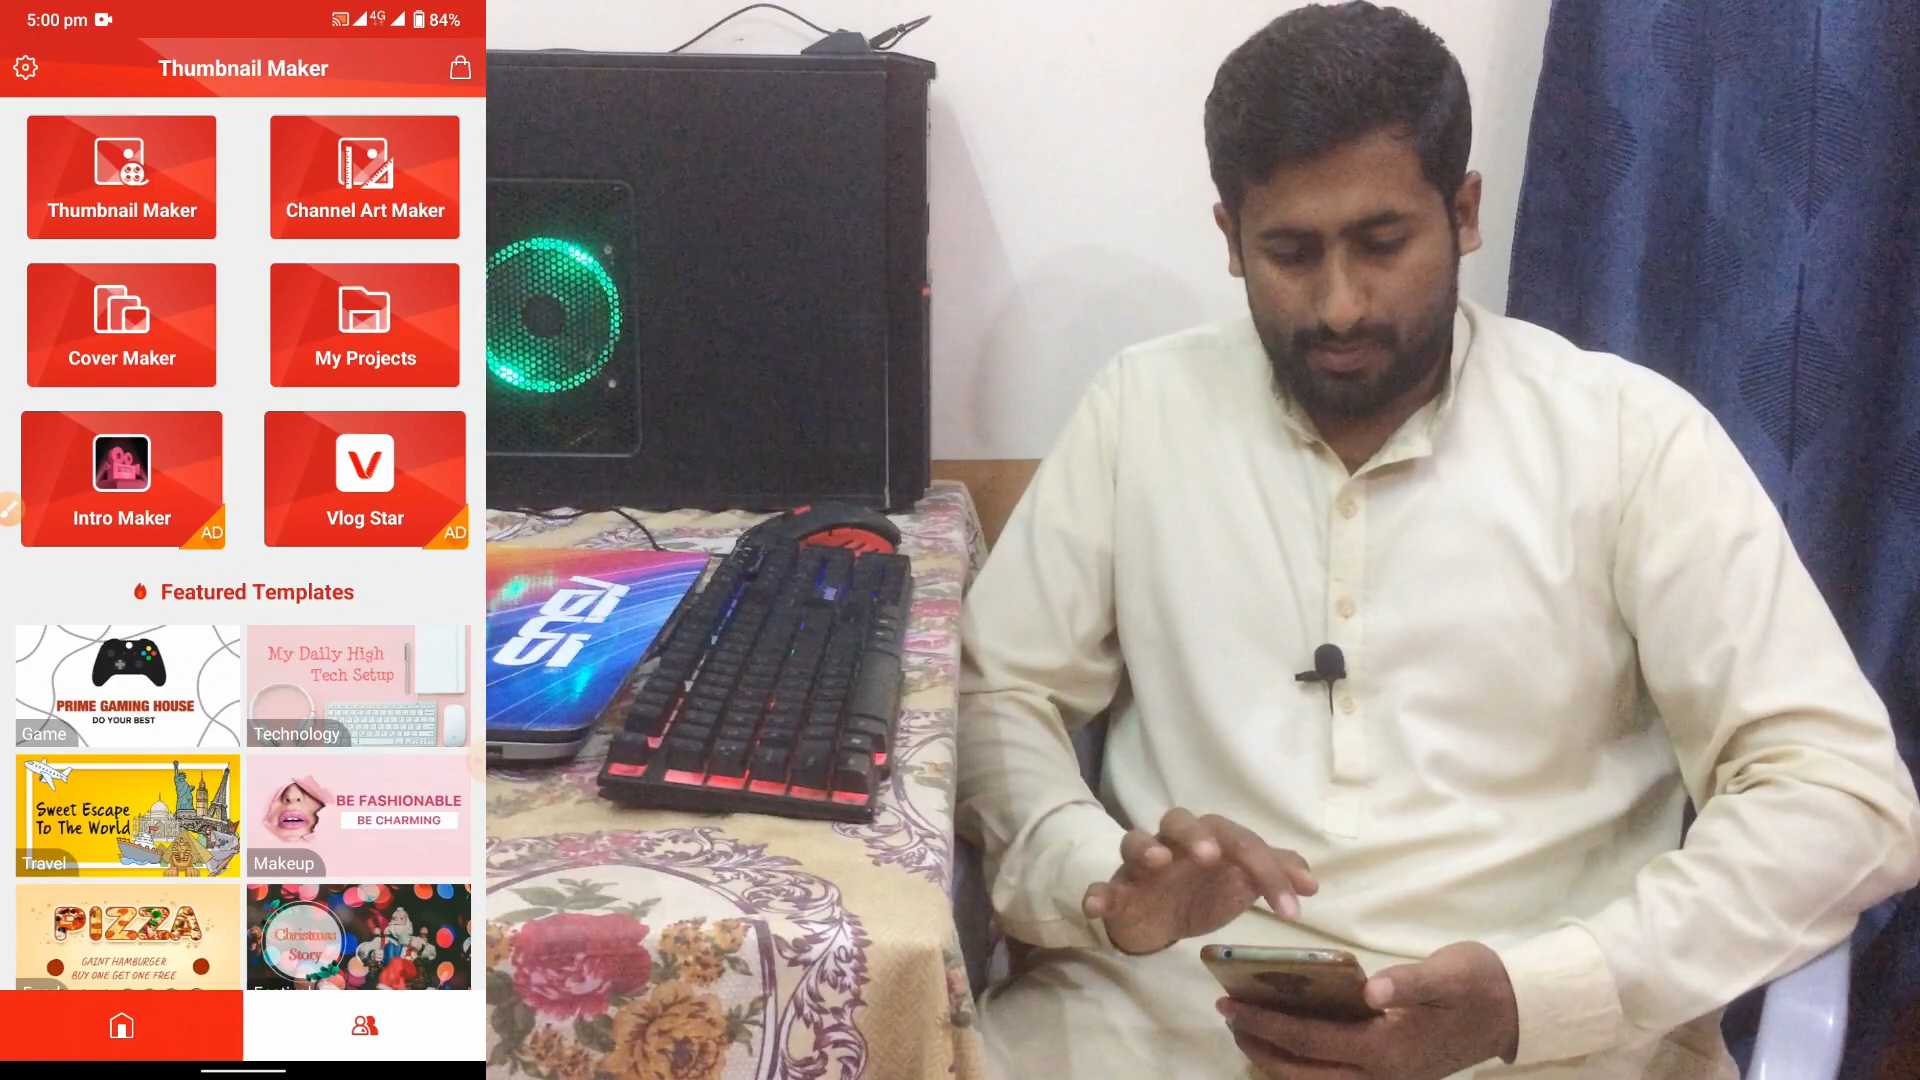 5:00 pm
4G
84%
Thumbnail Maker
Thumbnail Maker
Channel Art Maker
Cover Maker
My Projects
Intro Maker
AD
Vlog Star
AD
Featured Templates
PRIME GAMING HOUSE
DO YOUR BEST
Game
My Daily High
Tech Setup
Technology
Sweet Escape
To The World
Travel
BE FASHIONABLE
BE CHARMING
Makeup
PIZZA
GAINT HAMBURGER
BUY ONE GET ONE FREE
Christmas
Story